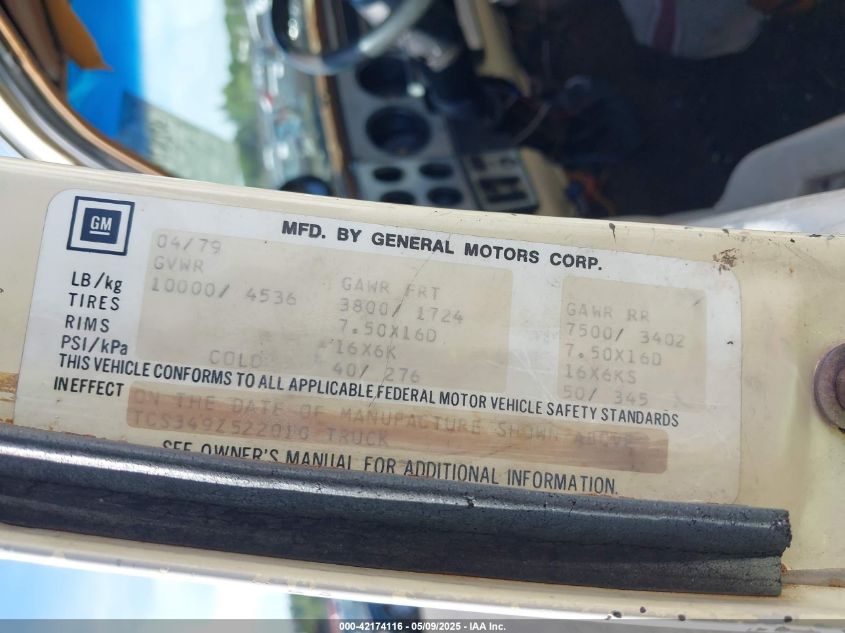 GM
MFD. BY GENERAL MOTORS CORP.
04/79
GVWR GAWR FRT GAWR RR
LB/kg 10000/ 4536 3800/ 1724 7500/ 3402
TIRES 7.50X16D 7.50X16D
RIMS 16X6K 16X6KS
PSI/kPa COLD 40/ 276 50/ 345
THIS VEHICLE CONFORMS TO ALL APPLICABLE FEDERAL MOTOR VEHICLE SAFETY STANDARDS
IN EFFECT ON THE DATE OF MANUFACTURE SHOWN ABOVE
TCS349Z522010 TRUCK
SEE OWNER'S MANUAL FOR ADDITIONAL INFORMATION.
000-42174116 - 05/09/2025 - IAA Inc.